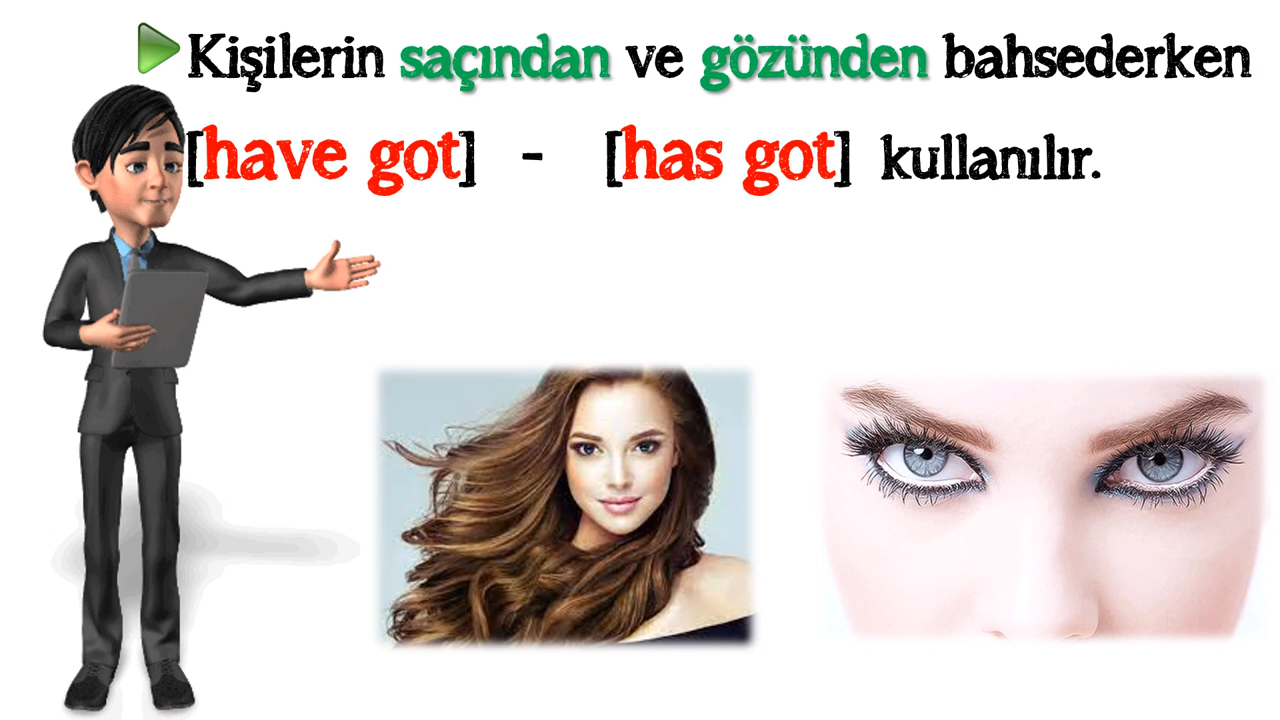 Kişilerin saçından ve gözünden bahsederken
[have got] - [has got] kullanılır.